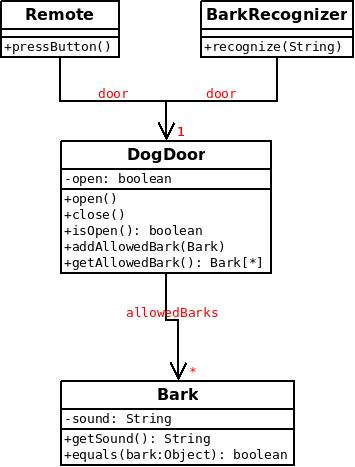 Remote
+pressButton()
BarkRecognizer
+recognize(String)
door
door
1
DogDoor
-open: boolean
+open()
+close()
+isOpen(): boolean
+addAllowedBark(Bark)
+getAllowedBark(): Bark[*]
allowedBarks
*
Bark
-sound: String
+getSound(): String
+equals(bark:Object): boolean